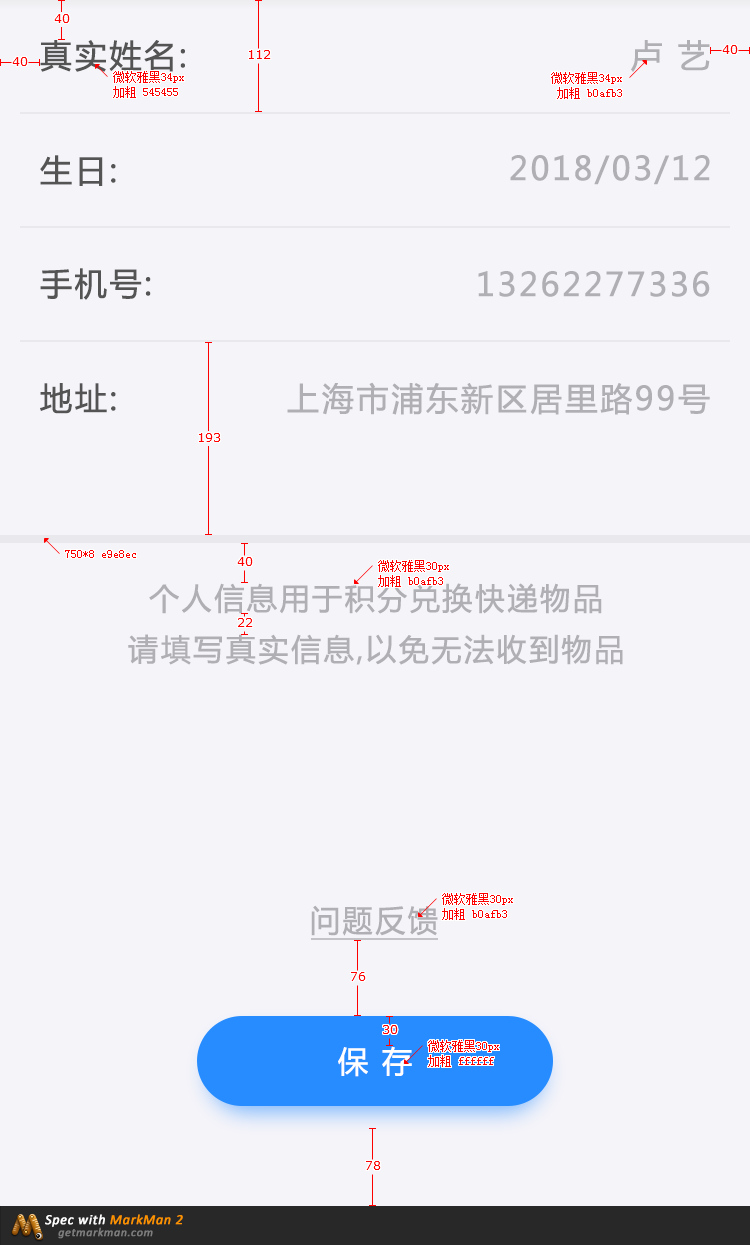 40
真实姓名:
112
卢 艺
40
40
微软雅黑34px
加粗 545455
微软雅黑34px
加粗 b0afb3
生日:
2018/03/12
手机号:
13262277336
地址:
上海市浦东新区居里路99号
193
750*8 e9e8ec
40
微软雅黑30px
加粗 b0afb3
个人信息用于积分兑换快递物品
22
请填写真实信息,以免无法收到物品
微软雅黑30px
加粗 b0afb3
问题反馈
76
30
保 存
微软雅黑30px
加粗 ffffff
78
Spec with MarkMan 2
getmarkman.com